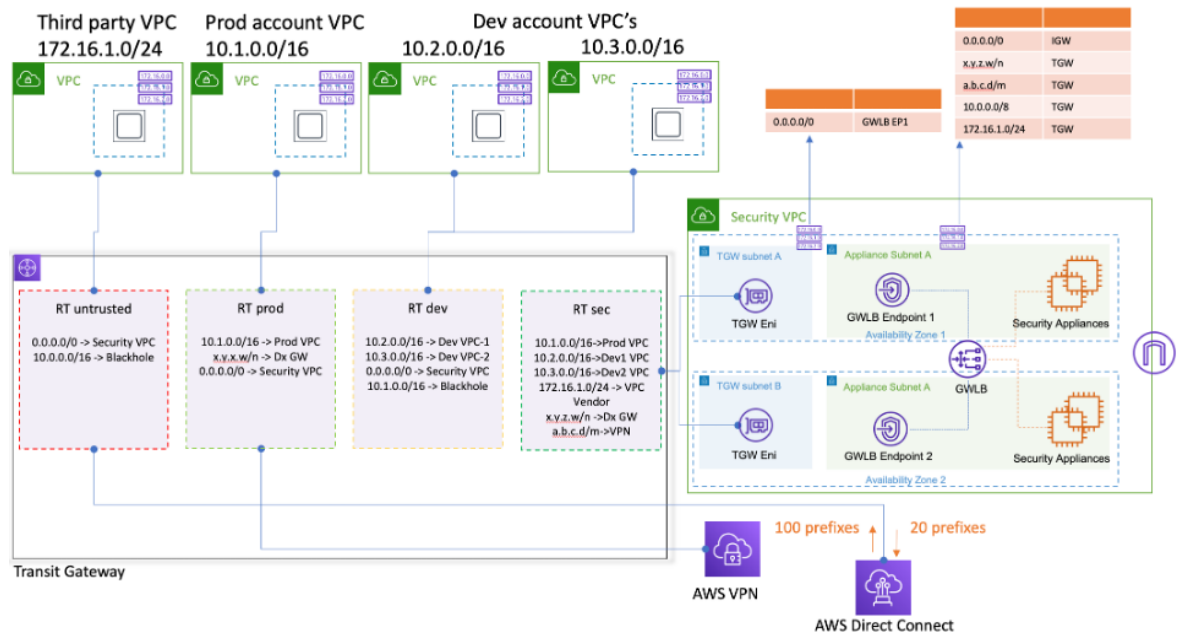 Third party VPC
172.16.1.0/24
Prod account VPC
10.1.0.0/16
Dev account VPC's
10.2.0.0/16
10.3.0.0/16
VPC
VPC
VPC
VPC
0.0.0.0/0 GWLB EP1
0.0.0.0/0 IGW
x.y.z.w/n TGW
a.b.c.d/m TGW
10.0.0.0/8 TGW
172.16.1.0/24 TGW
RT untrusted
0.0.0.0/0 -> Security VPC
10.0.0.0/16 -> Blackhole
RT prod
10.1.0.0/16 -> Prod VPC
x.y.x.w/n -> Dx GW
0.0.0.0/0 -> Security VPC
RT dev
10.2.0.0/16 -> Dev VPC-1
10.3.0.0/16 -> Dev VPC-2
0.0.0.0/0 -> Security VPC
10.1.0.0/16 -> Blackhole
RT sec
10.1.0.0/16->Prod VPC
10.2.0.0/16->Dev1 VPC
10.3.0.0/16->Dev2 VPC
172.16.1.0/24 -> VPC
Vendor
x.y.z.w/n ->Dx GW
a.b.c.d/m->VPN
Transit Gateway
Security VPC
TGW subnet A
TGW Eni
Appliance Subnet A
GWLB Endpoint 1
Security Appliances
Availability Zone 1
GWLB
TGW subnet B
TGW Eni
Appliance Subnet A
GWLB Endpoint 2
Security Appliances
Availability Zone 2
AWS VPN
100 prefixes
20 prefixes
AWS Direct Connect